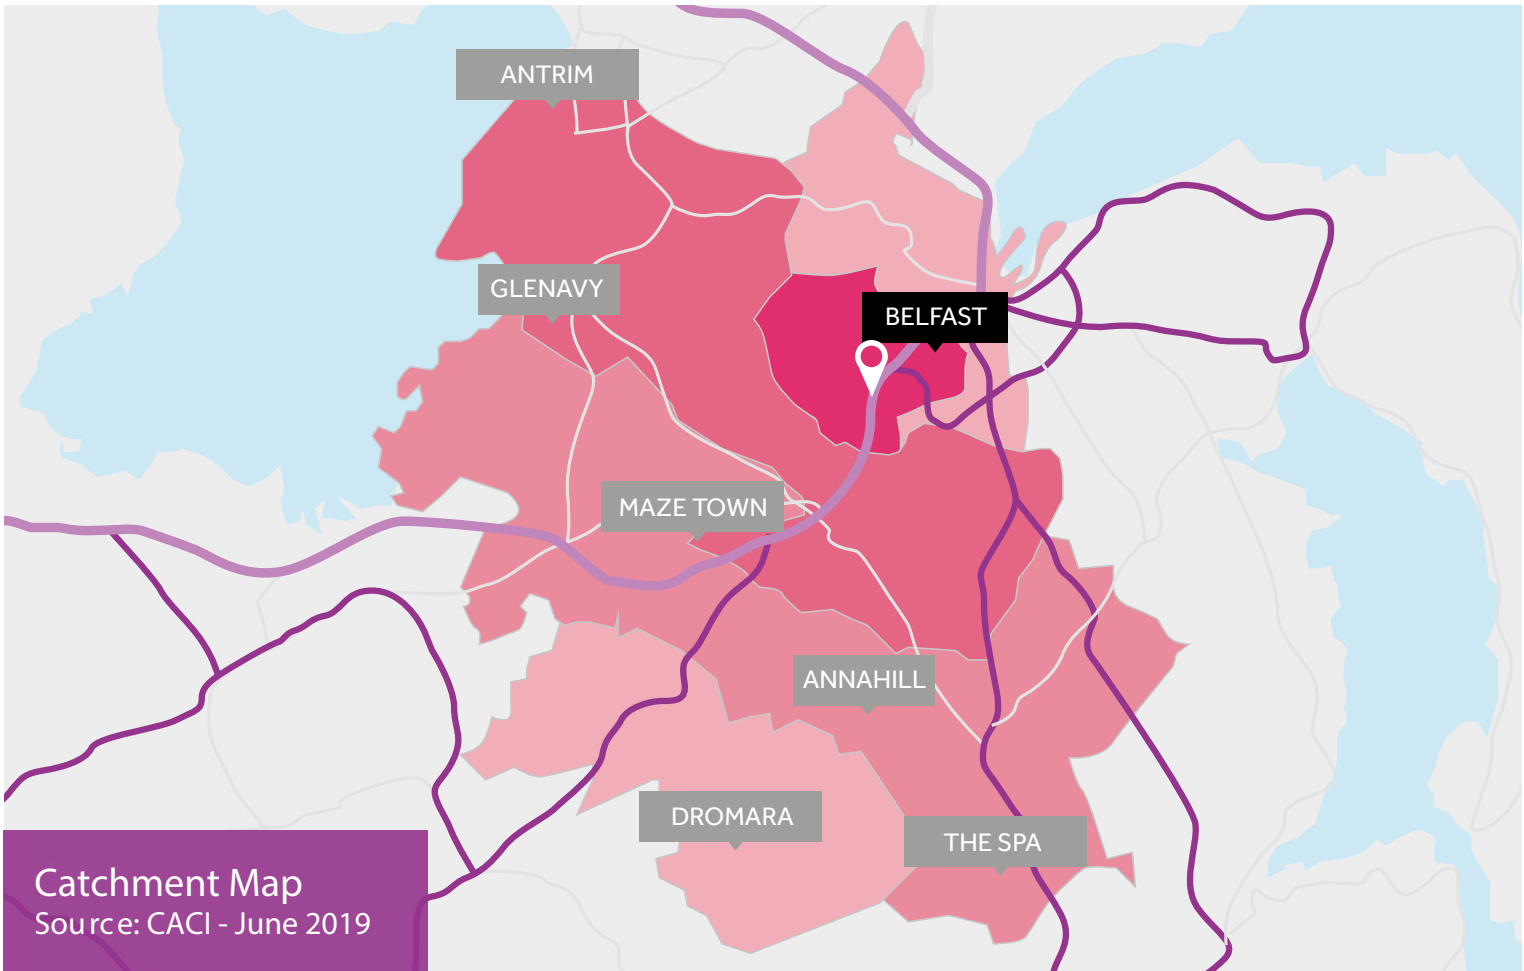 ANTRIM
GLENAVY
BELFAST
MAZE TOWN
ANNAHILL
DROMARA
THE SPA
Catchment Map
Source: CACI - June 2019